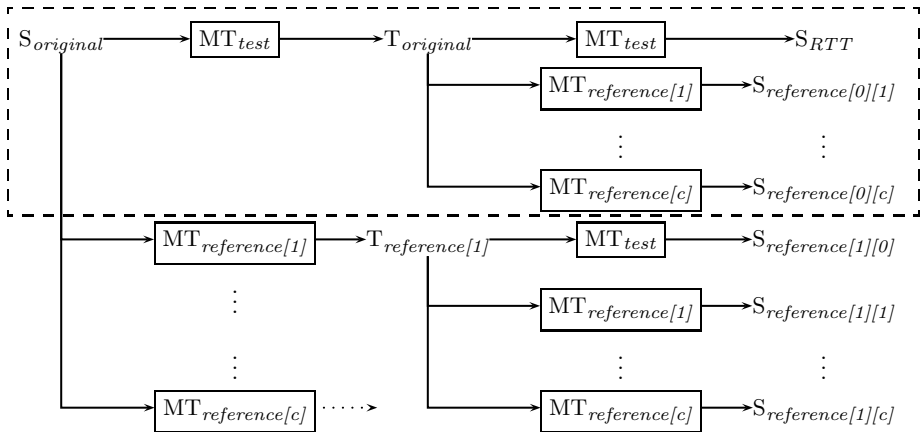 S_original MT_test T_original MT_test S_RTT
MT_reference[1] S_reference[0][1]
⋮ ⋮
MT_reference[c] S_reference[0][c]
MT_reference[1] T_reference[1] MT_test S_reference[1][0]
⋮ MT_reference[1] S_reference[1][1]
⋮ ⋮ ⋮
MT_reference[c] ...... MT_reference[c] S_reference[1][c]